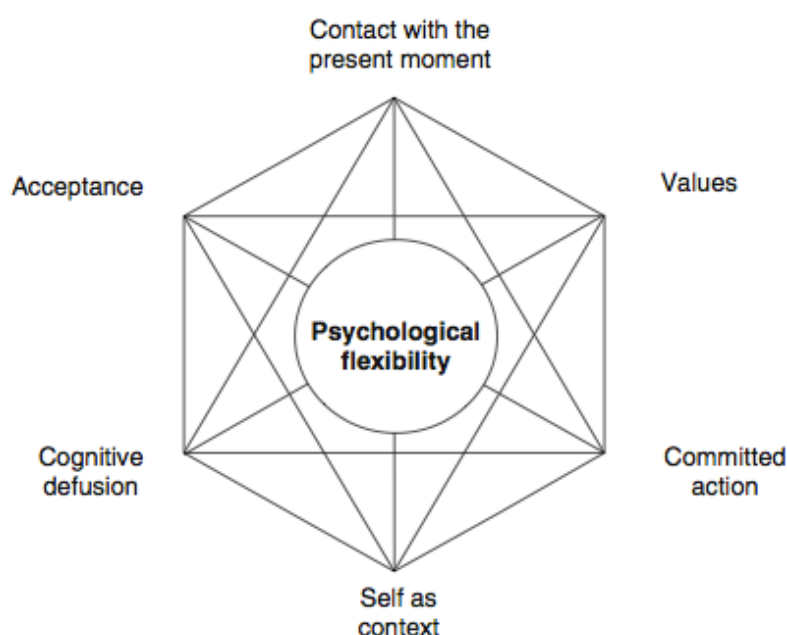 Contact with the
present moment
Acceptance
Values
Psychological
flexibility
Cognitive
defusion
Committed
action
Self as
context